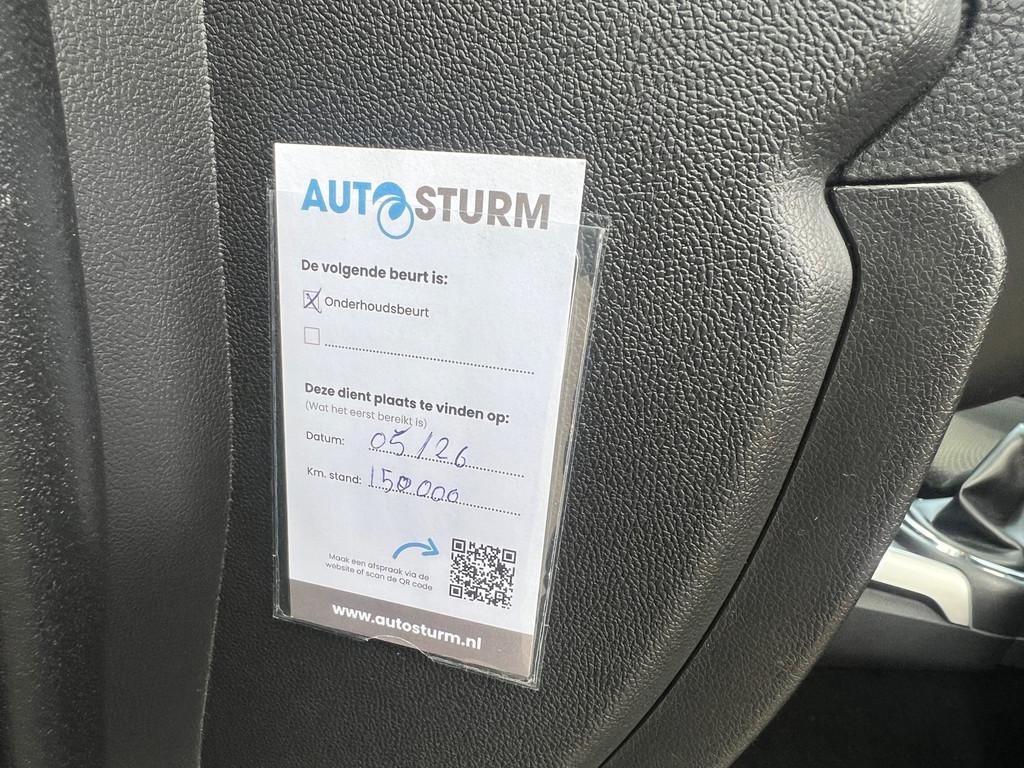 AUTOSTURM
De volgende beurt is:
X Onderhoudsbeurt
Deze dient plaats te vinden op:
(Wat het eerst bereikt is)
Datum: 05/26
Km. stand: 150000
Maak een afspraak via de
website of scan de QR code
www.autosturm.nl